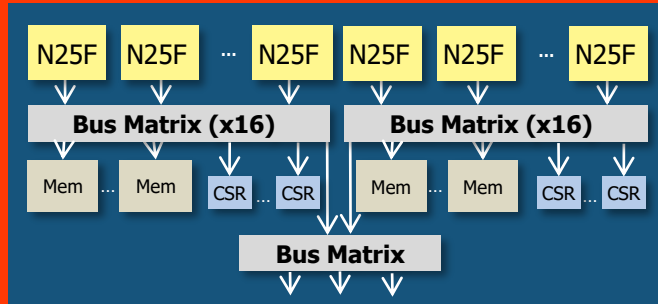 N25F N25F ... N25F N25F N25F ... N25F
Bus Matrix (x16) Bus Matrix (x16)
Mem ... Mem CSR ... CSR Mem ... Mem CSR ... CSR
Bus Matrix